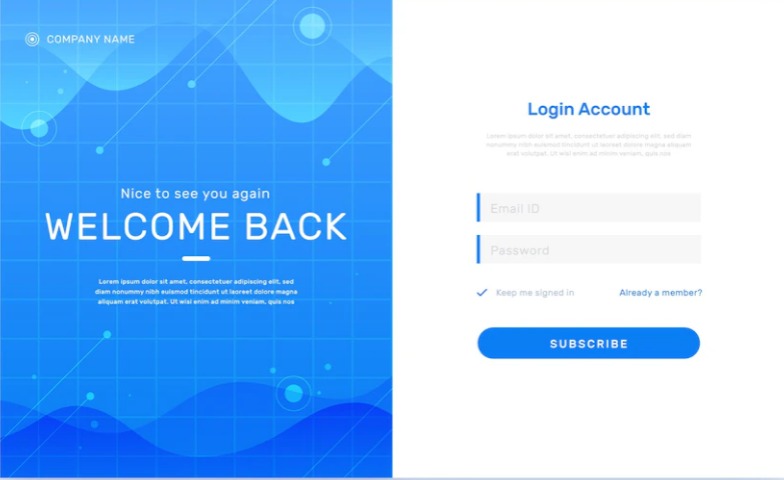 COMPANY NAME
Nice to see you again
WELCOME BACK
Lorem ipsum dolor sit amet, consectetuer adipiscing elit, sed
diam nonummy nibh euismod tincidunt ut laoreet dolore magna
aliquam erat volutpat. Ut wisi enim ad minim veniam, quis nos
Login Account
Lorem ipsum dolor sit amet, consectetuer adipiscing elit, sed diam
nonummy nibh euismod tincidunt ut laoreet dolore magna aliquam
erat volutpat. Ut wisi enim ad minim veniam, quis nos
Email ID
Password
Keep me signed in
Already a member?
SUBSCRIBE